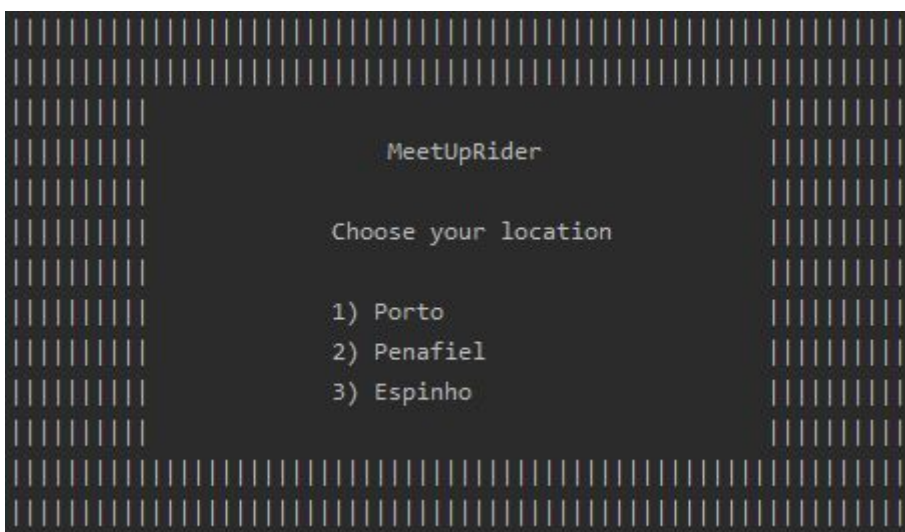 MeetUpRider
Choose your location
1) Porto
2) Penafiel
3) Espinho